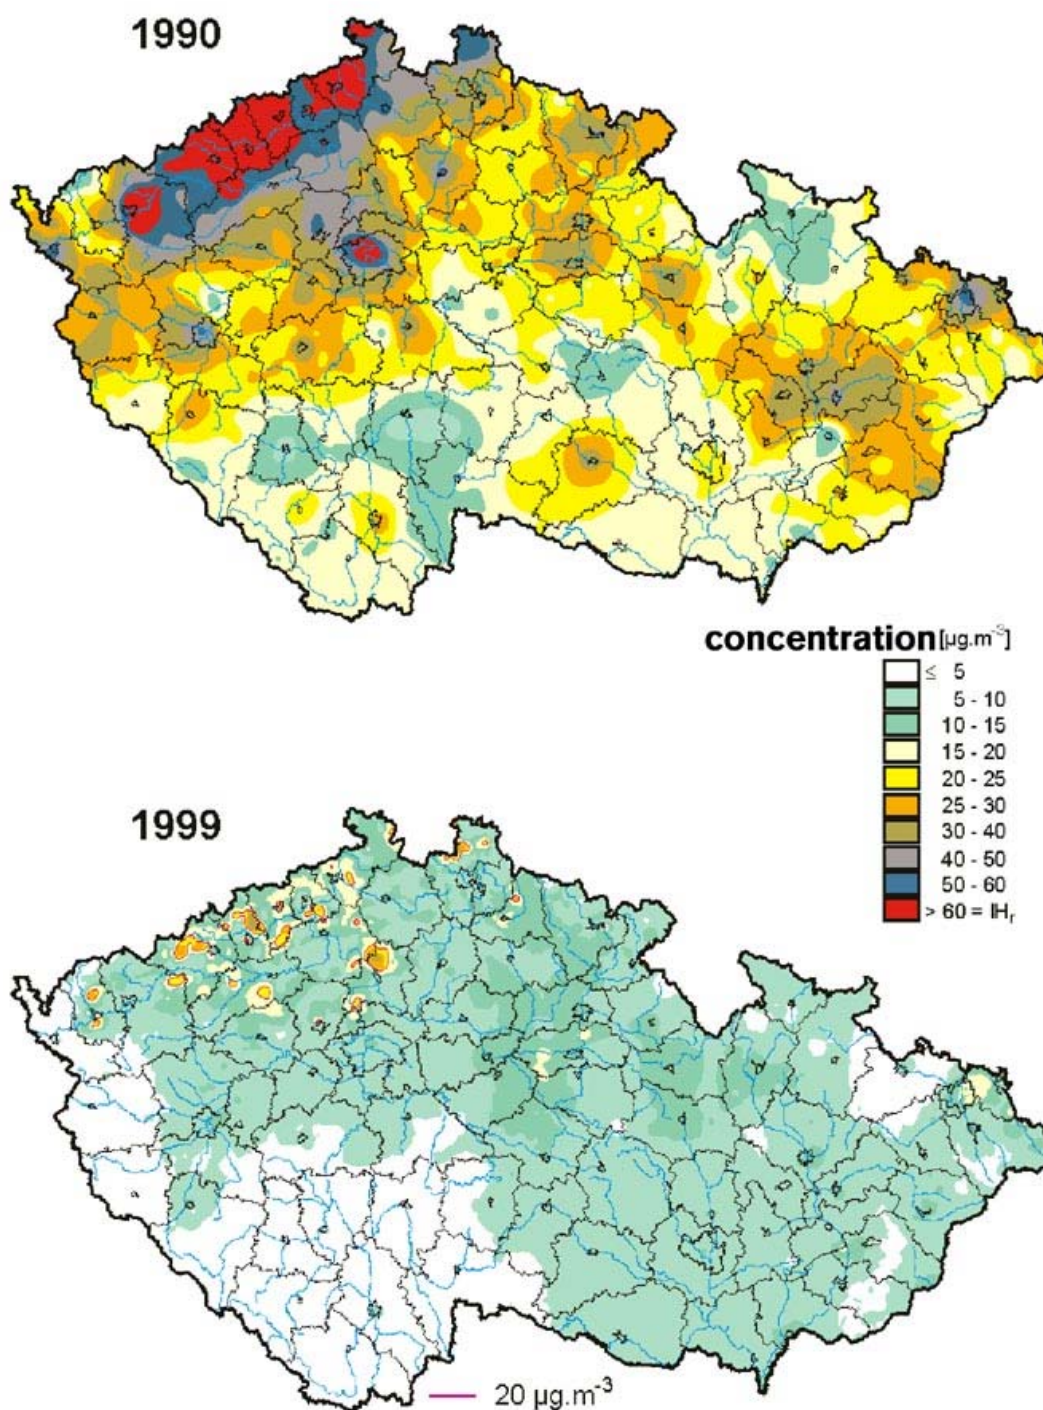 1990
concentration [µg.m⁻³]
≤ 5
5 - 10
10 - 15
15 - 20
20 - 25
25 - 30
30 - 40
40 - 50
50 - 60
> 60 = IHᵣ
1999
20 µg.m⁻³